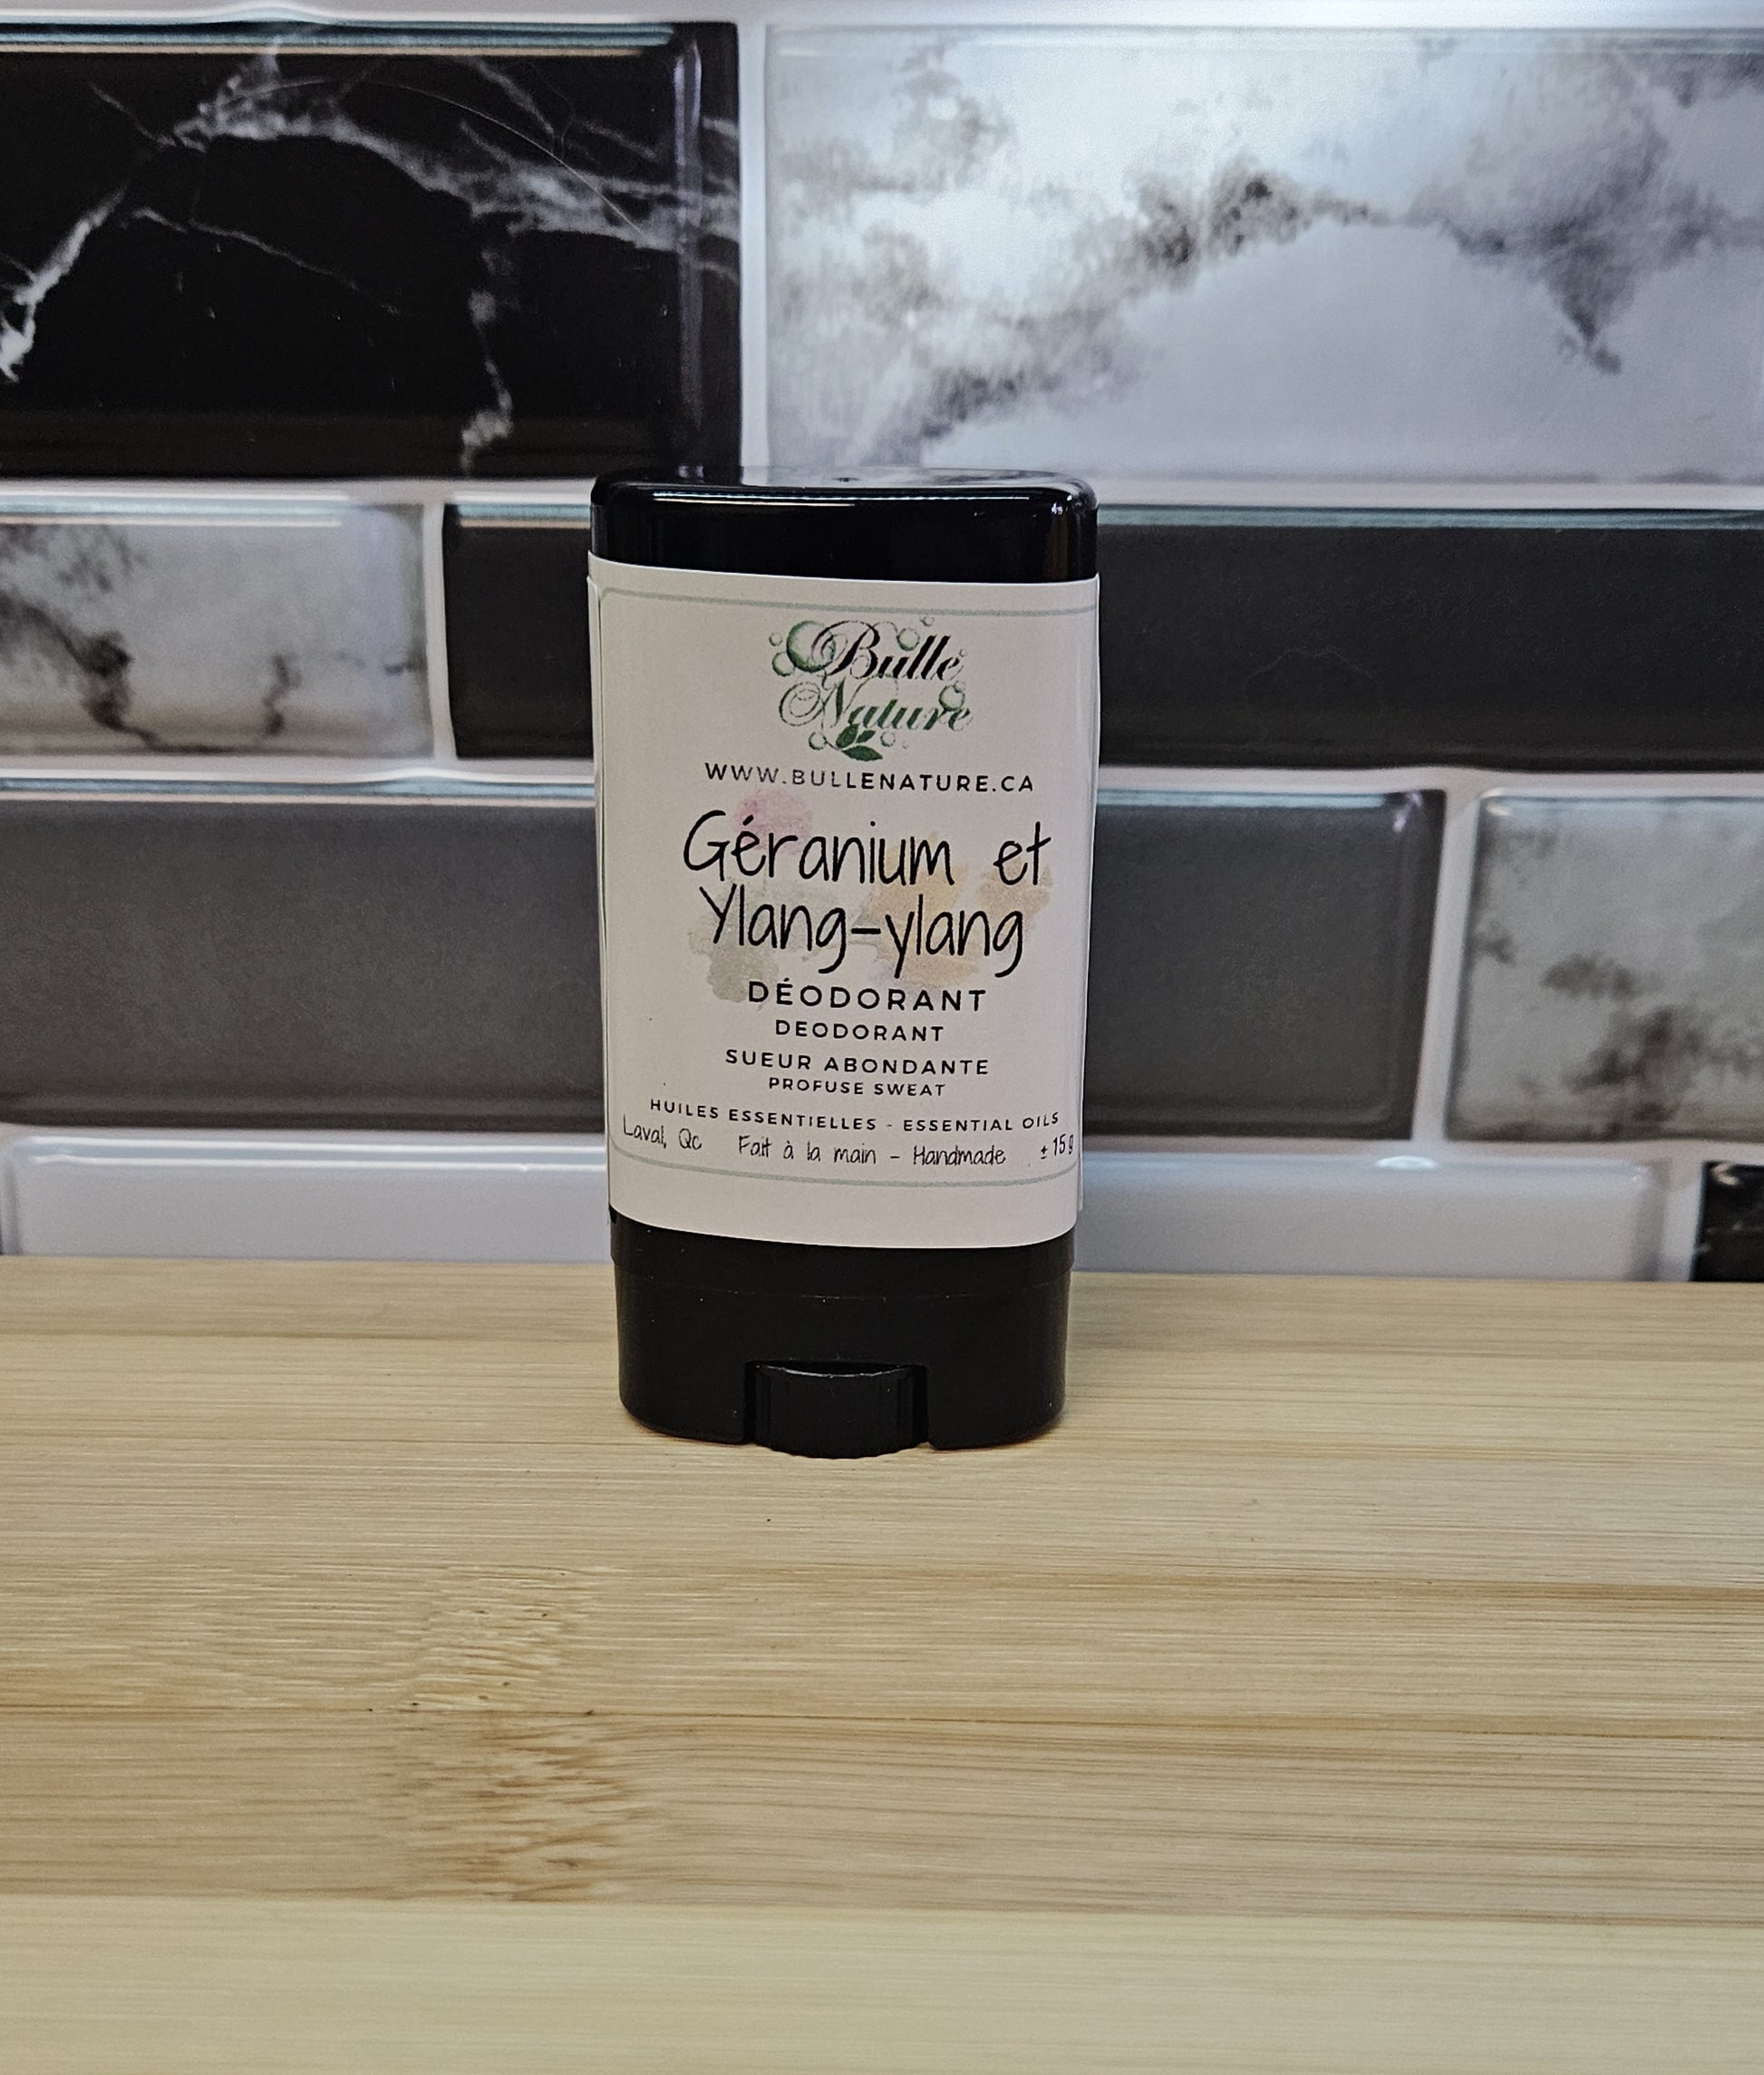 Bulle
Nature
WWW.BULLENATURE.CA
Géranium et
Ylang-ylang
DÉODORANT
DEODORANT
SUEUR ABONDANTE
PROFUSE SWEAT
HUILES ESSENTIELLES - ESSENTIAL OILS
Laval, Qc Fait à la main - Handmade ± 15 g